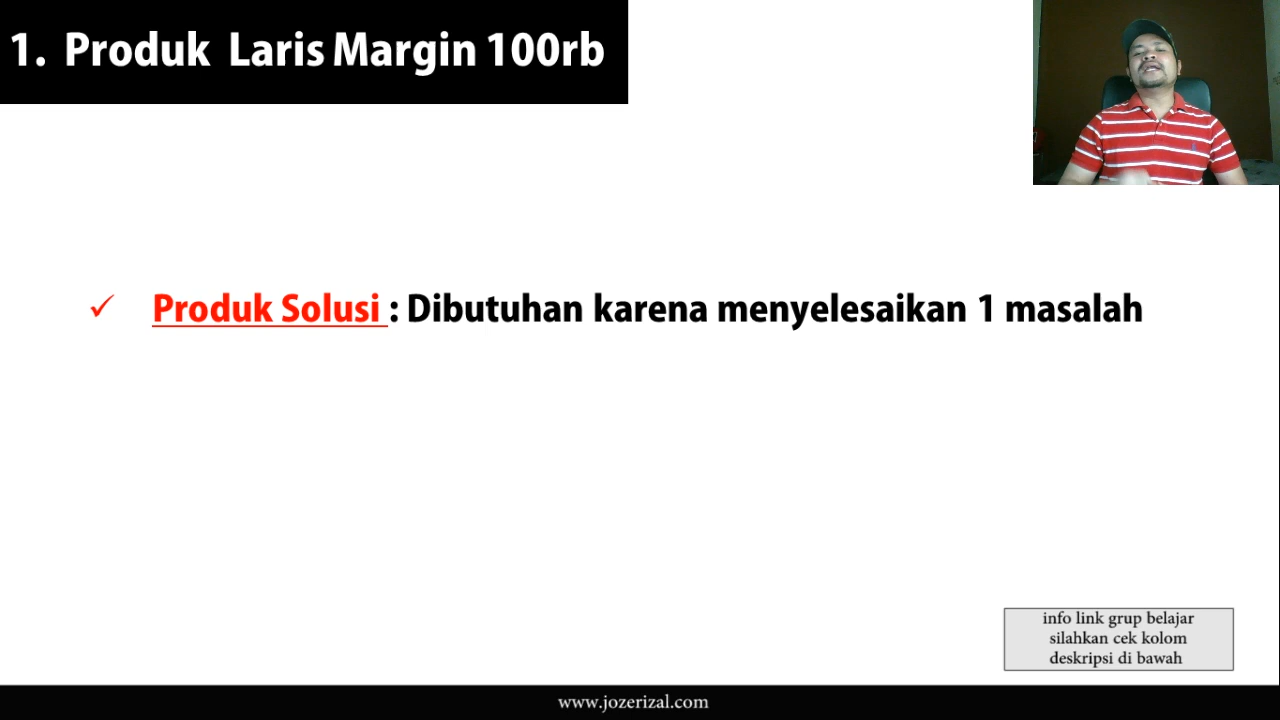 1. Produk Laris Margin 100rb
Produk Solusi : Dibutuhan karena menyelesaikan 1 masalah
info link grup belajar
silahkan cek kolom
deskripsi di bawah
www.jozerizal.com